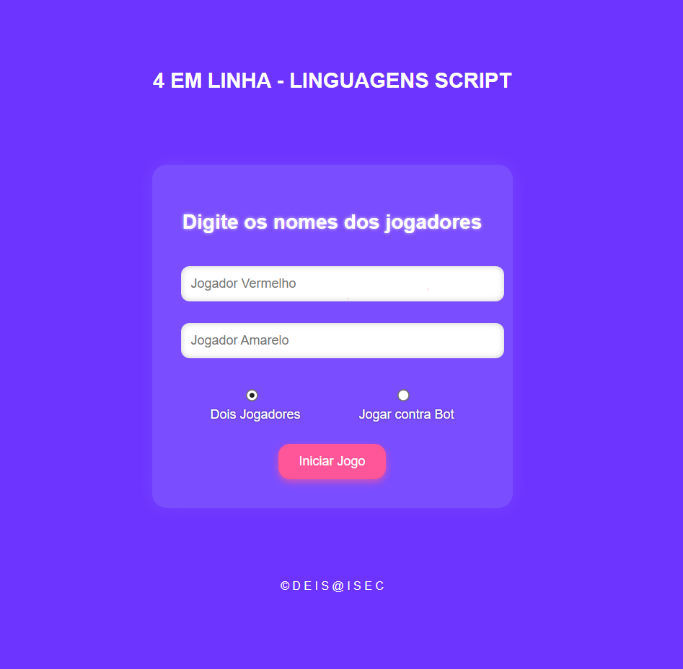 4 EM LINHA - LINGUAGENS SCRIPT
Digite os nomes dos jogadores
Jogador Vermelho
Jogador Amarelo
Dois Jogadores Jogar contra Bot
Iniciar Jogo
©DEIS@ISEC